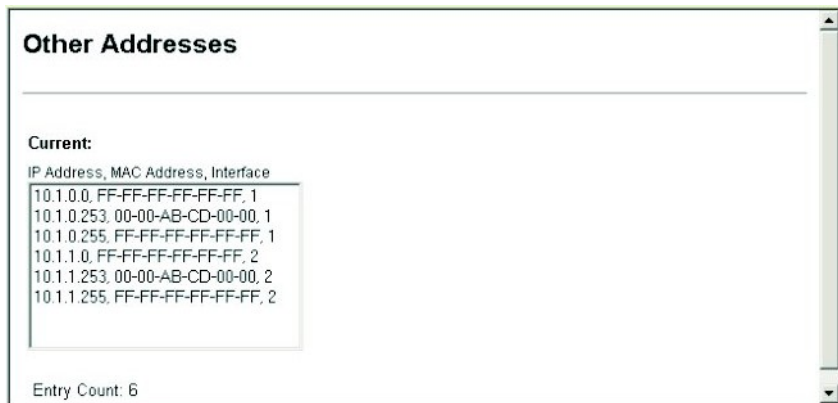 Other Addresses
Current:
IP Address, MAC Address, Interface
10.1.0.0, FF-FF-FF-FF-FF-FF, 1
10.1.0.253, 00-00-AB-CD-00-00, 1
10.1.0.255, FF-FF-FF-FF-FF-FF, 1
10.1.1.0, FF-FF-FF-FF-FF-FF, 2
10.1.1.253, 00-00-AB-CD-00-00, 2
10.1.1.255, FF-FF-FF-FF-FF-FF, 2
Entry Count: 6